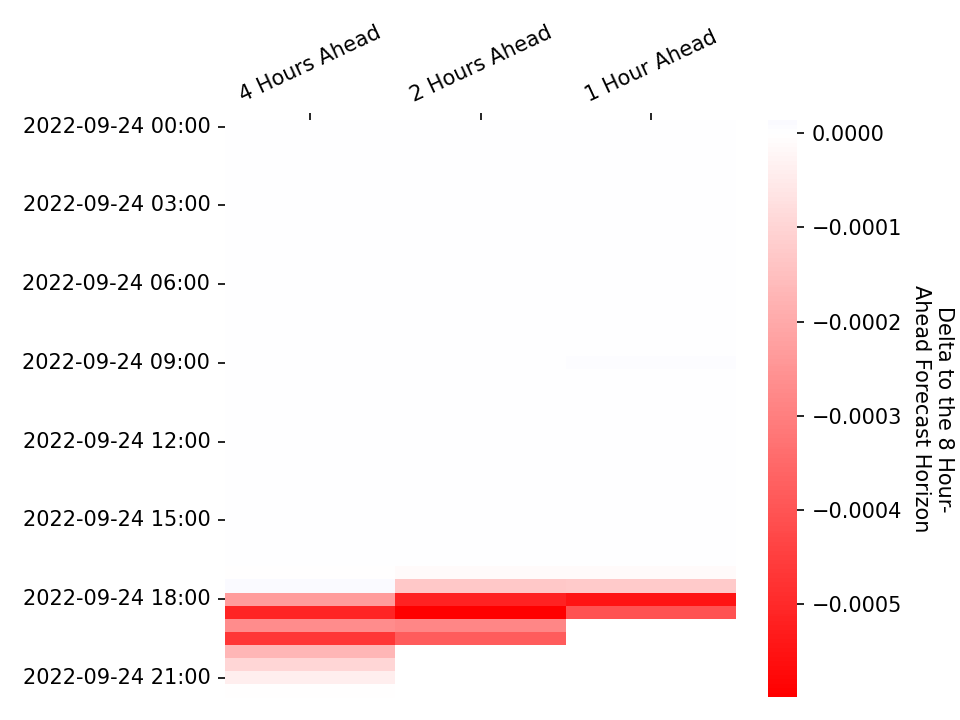 4 Hours Ahead
2 Hours Ahead
1 Hour Ahead
2022-09-24 00:00
2022-09-24 03:00
2022-09-24 06:00
2022-09-24 09:00
2022-09-24 12:00
2022-09-24 15:00
2022-09-24 18:00
2022-09-24 21:00
0.0000
−0.0001
−0.0002
−0.0003
−0.0004
−0.0005
Delta to the 8 Hour-
Ahead Forecast Horizon